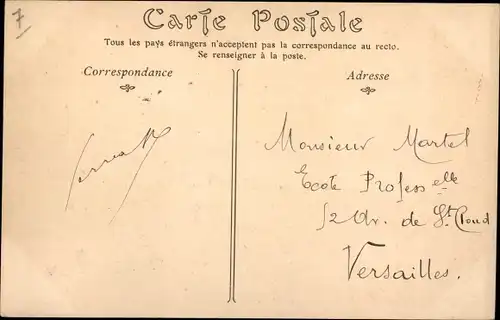 7
Carte Postale
Tous les pays étrangers n'acceptent pas la correspondance au recto.
Se renseigner à la poste.
Correspondance
Adresse
Monsieur Martel
Ecole Profess elle
52 Av. de St Cloud
Versailles.